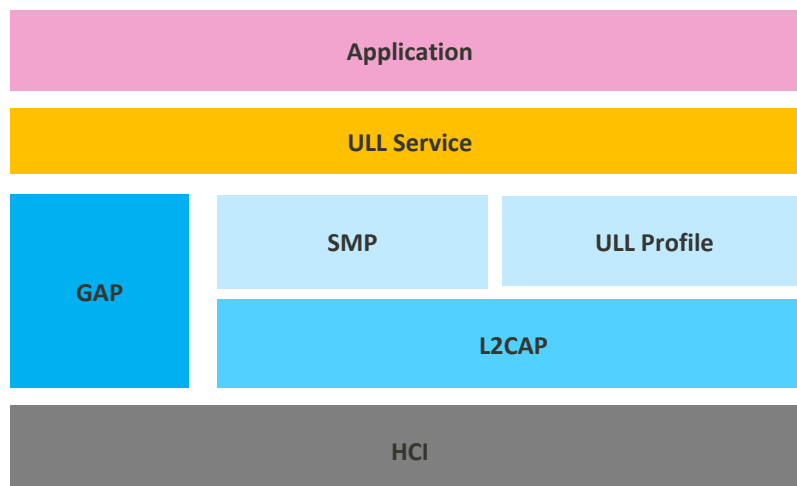 Application
ULL Service
SMP
ULL Profile
GAP
L2CAP
HCI